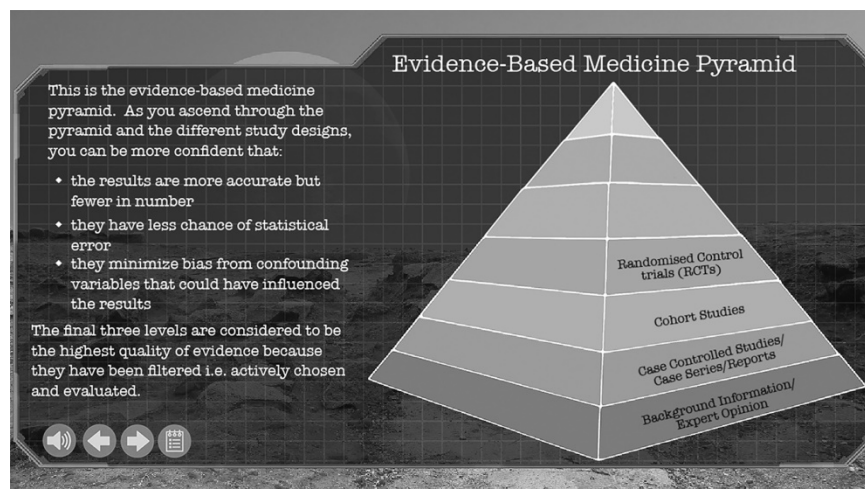 Evidence-Based Medicine Pyramid
This is the evidence-based medicine
pyramid. As you ascend through the
pyramid and the different study designs,
you can be more confident that:
• the results are more accurate but
fewer in number
• they have less chance of statistical
error
• they minimize bias from confounding
variables that could have influenced
the results
The final three levels are considered to be
the highest quality of evidence because
they have been filtered i.e. actively chosen
and evaluated.
Randomised Control
trials (RCTs)
Cohort Studies
Case Controlled Studies/
Case Series/Reports
Background Information/
Expert Opinion